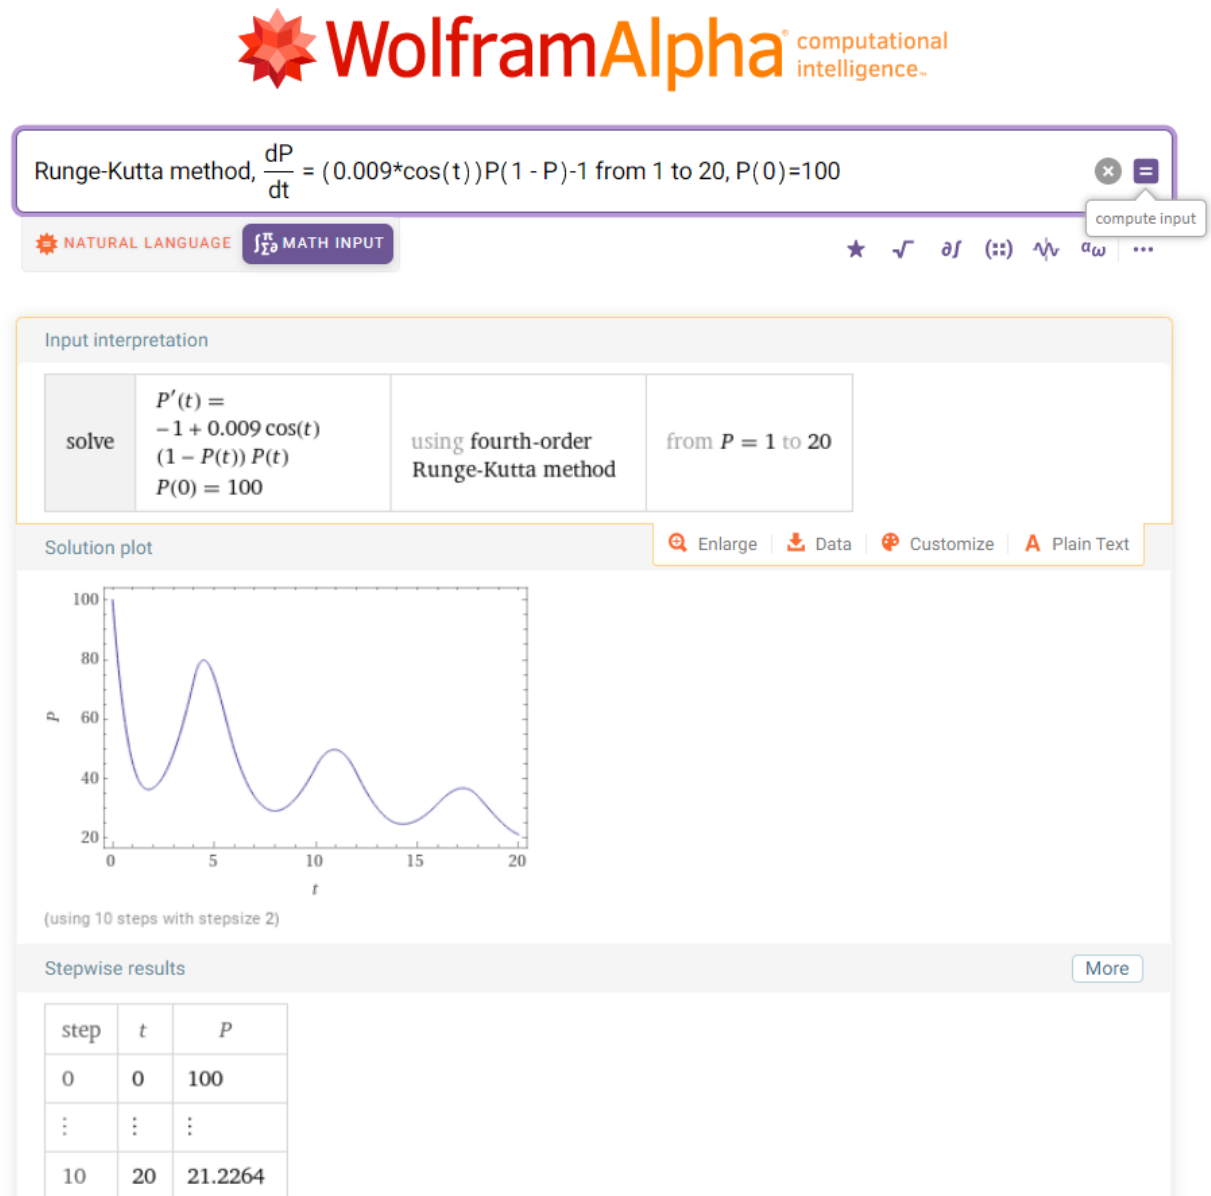 WolframAlpha computational
intelligence™
Runge-Kutta method, dP/dt = (0.009*cos(t))P(1 - P)-1 from 1 to 20, P(0)=100
compute input
NATURAL LANGUAGE
MATH INPUT
Input interpretation
solve
P′(t) =
−1 + 0.009 cos(t)
(1 − P(t)) P(t)
P(0) = 100
using fourth-order
Runge-Kutta method
from P = 1 to 20
Solution plot
Enlarge
Data
Customize
A Plain Text
100
80
60
40
20
P
0 5 10 15 20
t
(using 10 steps with stepsize 2)
Stepwise results
More
step t P
0 0 100
⋮ ⋮ ⋮
10 20 21.2264